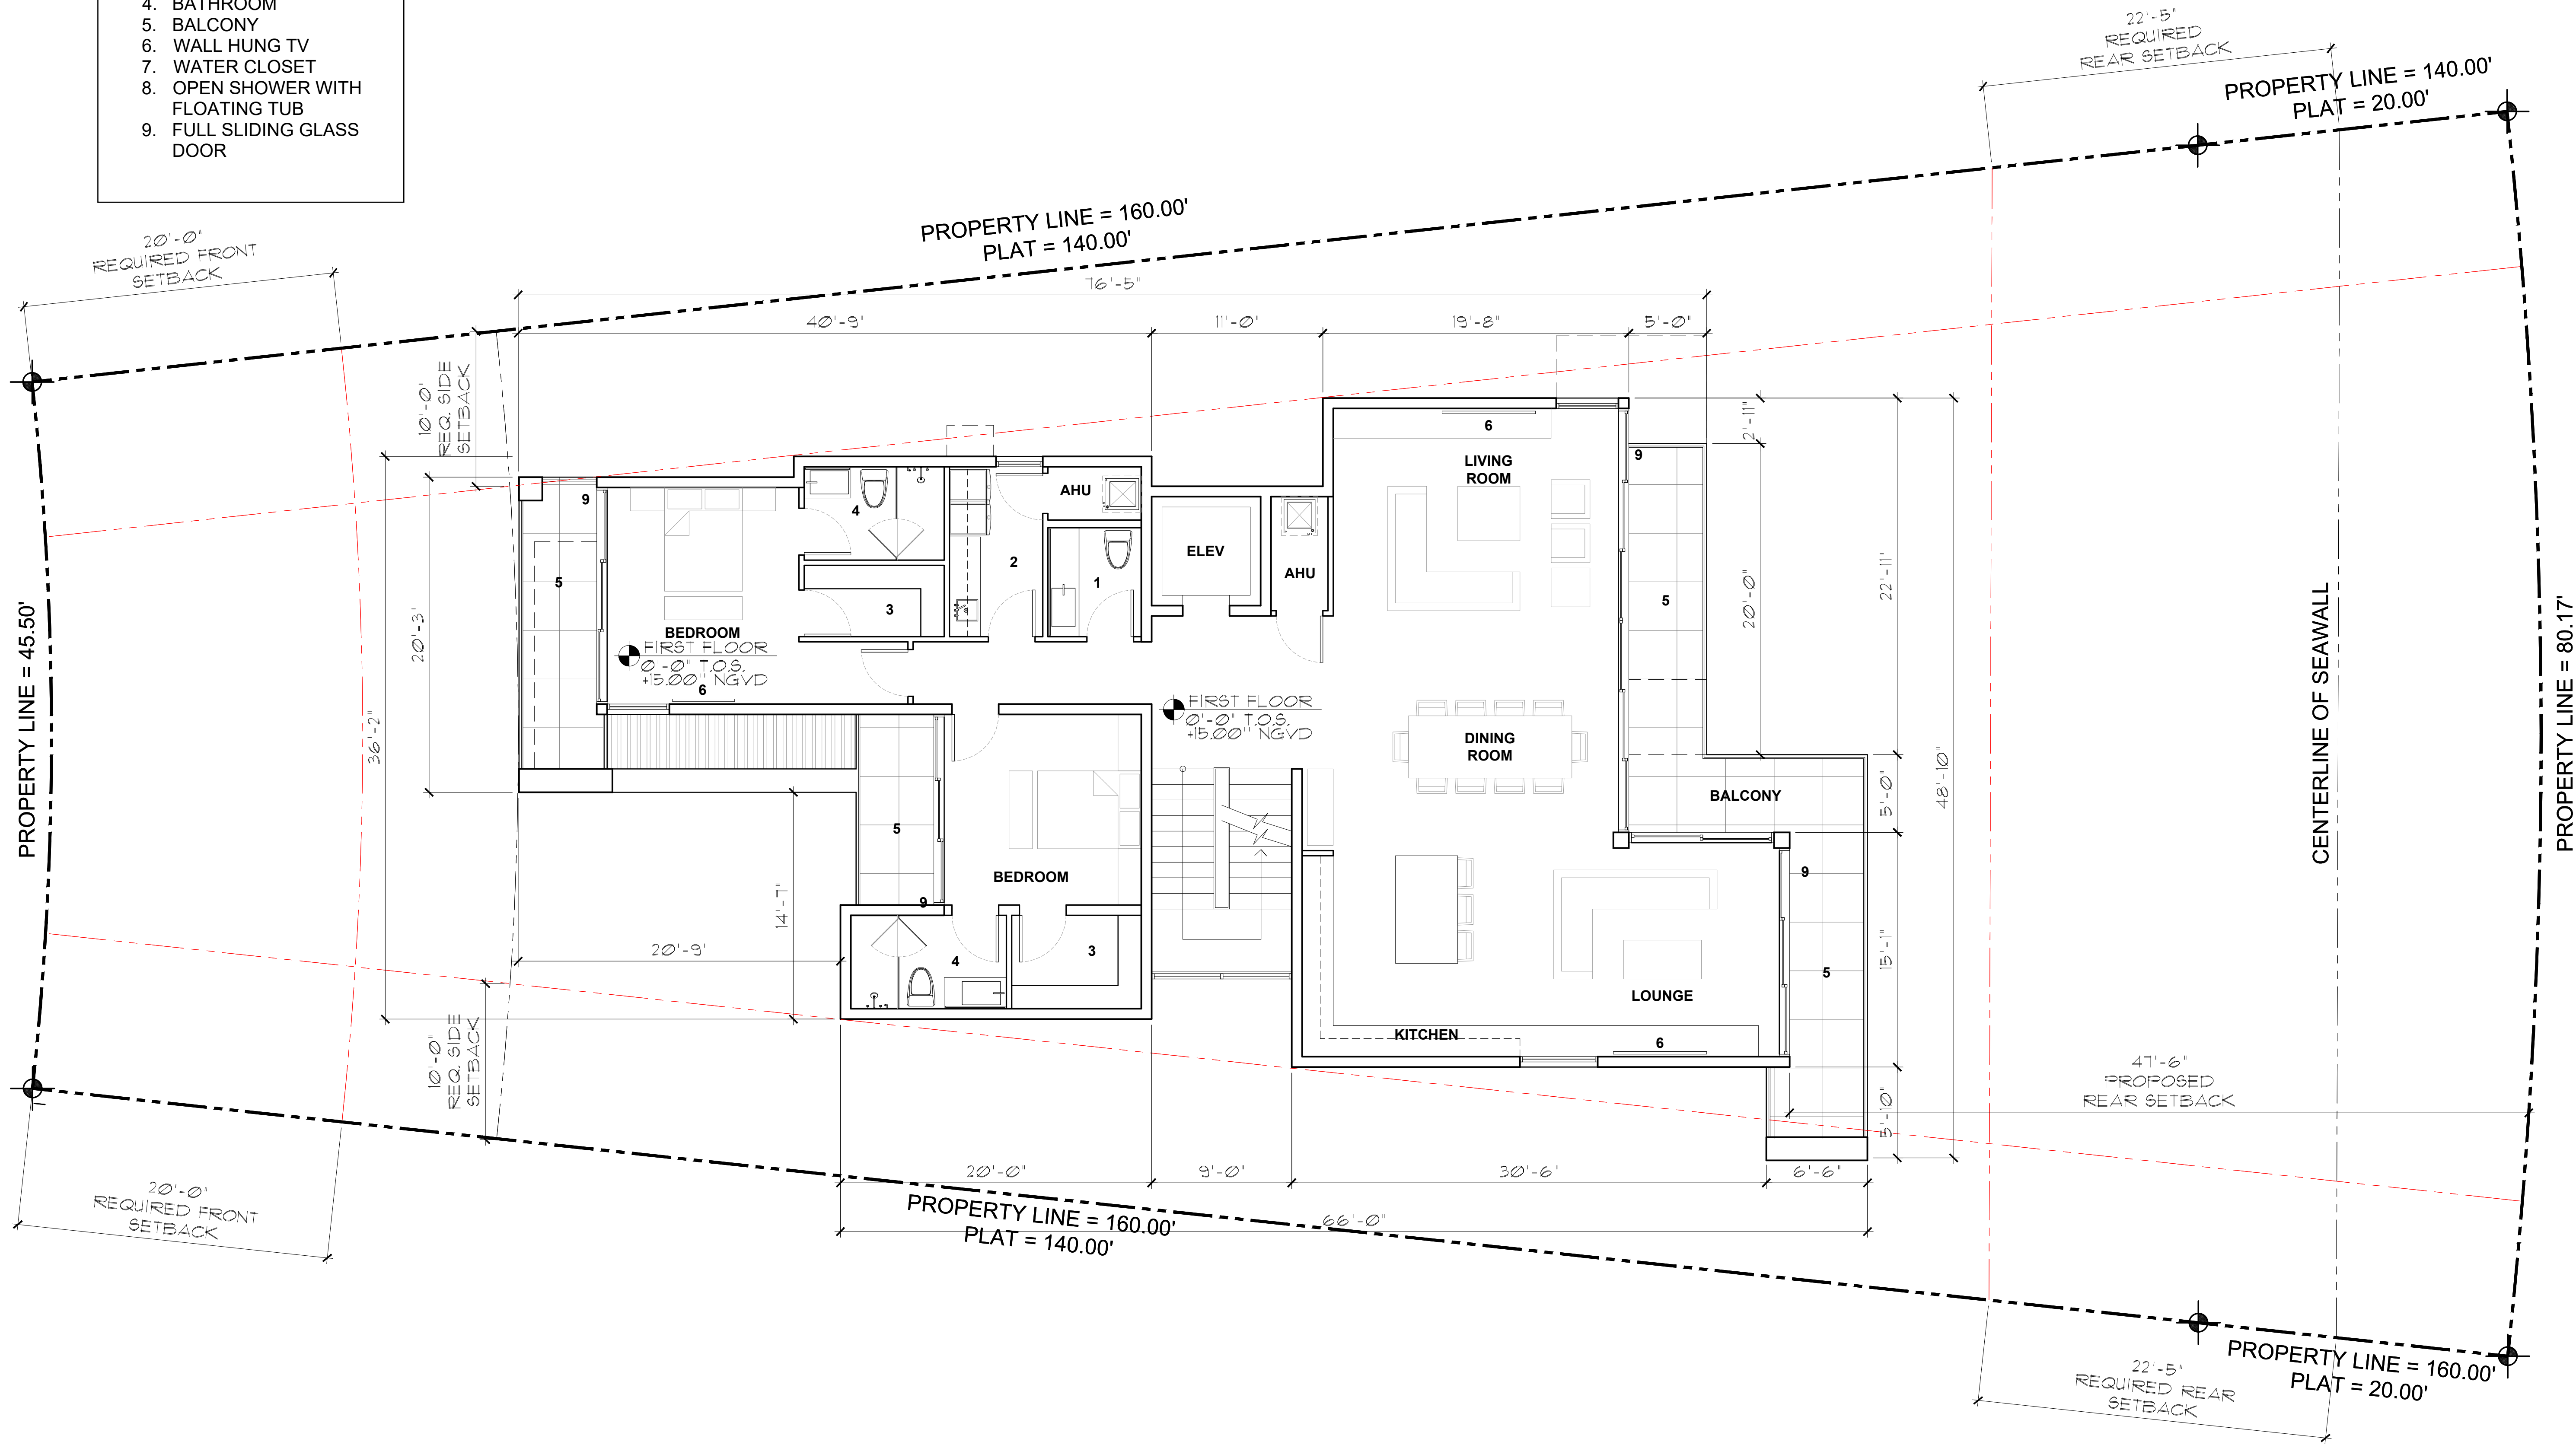 4. BATHROOM
5. BALCONY
6. WALL HUNG TV
7. WATER CLOSET
8. OPEN SHOWER WITH
FLOATING TUB
9. FULL SLIDING GLASS
DOOR
22'-5"
REQUIRED
REAR SETBACK
PROPERTY LINE = 140.00'
PLAT = 20.00'
PROPERTY LINE = 160.00'
PLAT = 140.00'
20'-0"
REQUIRED FRONT
SETBACK
76'-5"
40'-9"
11'-0"
19'-8"
5'-0"
10'-0"
REQ. SIDE
SETBACK
2'-11"
6
LIVING
ROOM
9
9
AHU
4
ELEV
AHU
2
1
5
3
5
20'-0"
22'-11"
20'-3"
BEDROOM
FIRST FLOOR
0'-0" T.O.S.
+15.00'' NGVD
6
FIRST FLOOR
0'-0" T.O.S.
+15.00'' NGVD
36'-2"
PROPERTY LINE = 45.50'
CENTERLINE OF SEAWALL
PROPERTY LINE = 80.17'
DINING
ROOM
BALCONY
5'-0"
48'-10"
5
BEDROOM
9
9
14'-7"
20'-9"
4
3
15'-1"
5
LOUNGE
KITCHEN
6
10'-0"
REQ. SIDE
SETBACK
47'-6"
PROPOSED
REAR SETBACK
5'-10"
20'-0"
9'-0"
30'-6"
6'-6"
20'-0"
REQUIRED FRONT
SETBACK
PROPERTY LINE = 160.00'
PLAT = 140.00'
66'-0"
PROPERTY LINE = 160.00'
PLAT = 20.00'
22'-5"
REQUIRED REAR
SETBACK